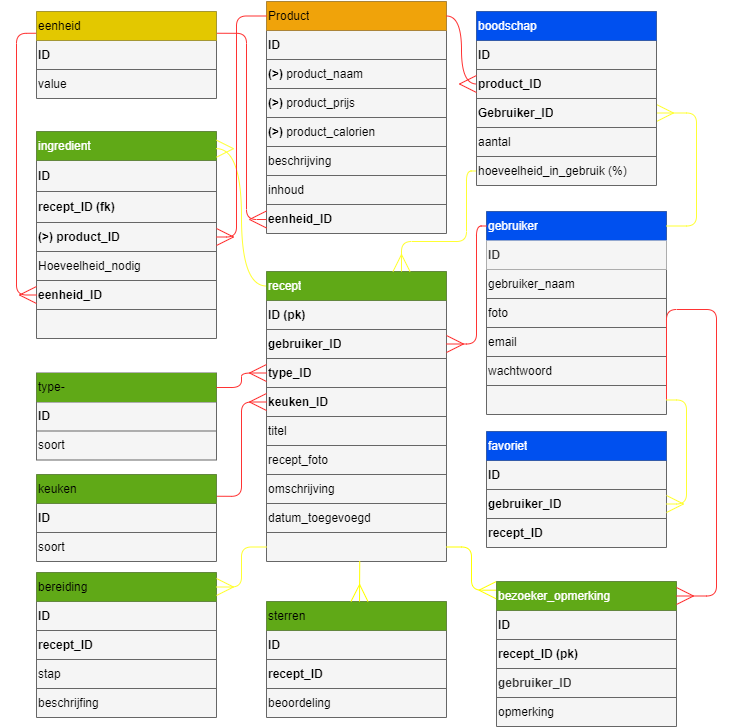 eenheid
ID
value
Product
ID
(>) product_naam
(>) product_prijs
(>) product_calorien
beschrijving
inhoud
eenheid_ID
boodschap
ID
product_ID
Gebruiker_ID
aantal
hoeveelheid_in_gebruik (%)
ingredient
ID
recept_ID (fk)
(>) product_ID
Hoeveelheid_nodig
eenheid_ID
gebruiker
ID
gebruiker_naam
foto
email
wachtwoord
recept
ID (pk)
gebruiker_ID
type_ID
keuken_ID
titel
recept_foto
omschrijving
datum_toegevoegd
type-
ID
soort
favoriet
ID
gebruiker_ID
recept_ID
keuken
ID
soort
bereiding
ID
recept_ID
stap
beschrijfing
sterren
ID
recept_ID
beoordeling
bezoeker_opmerking
ID
recept_ID (pk)
gebruiker_ID
opmerking